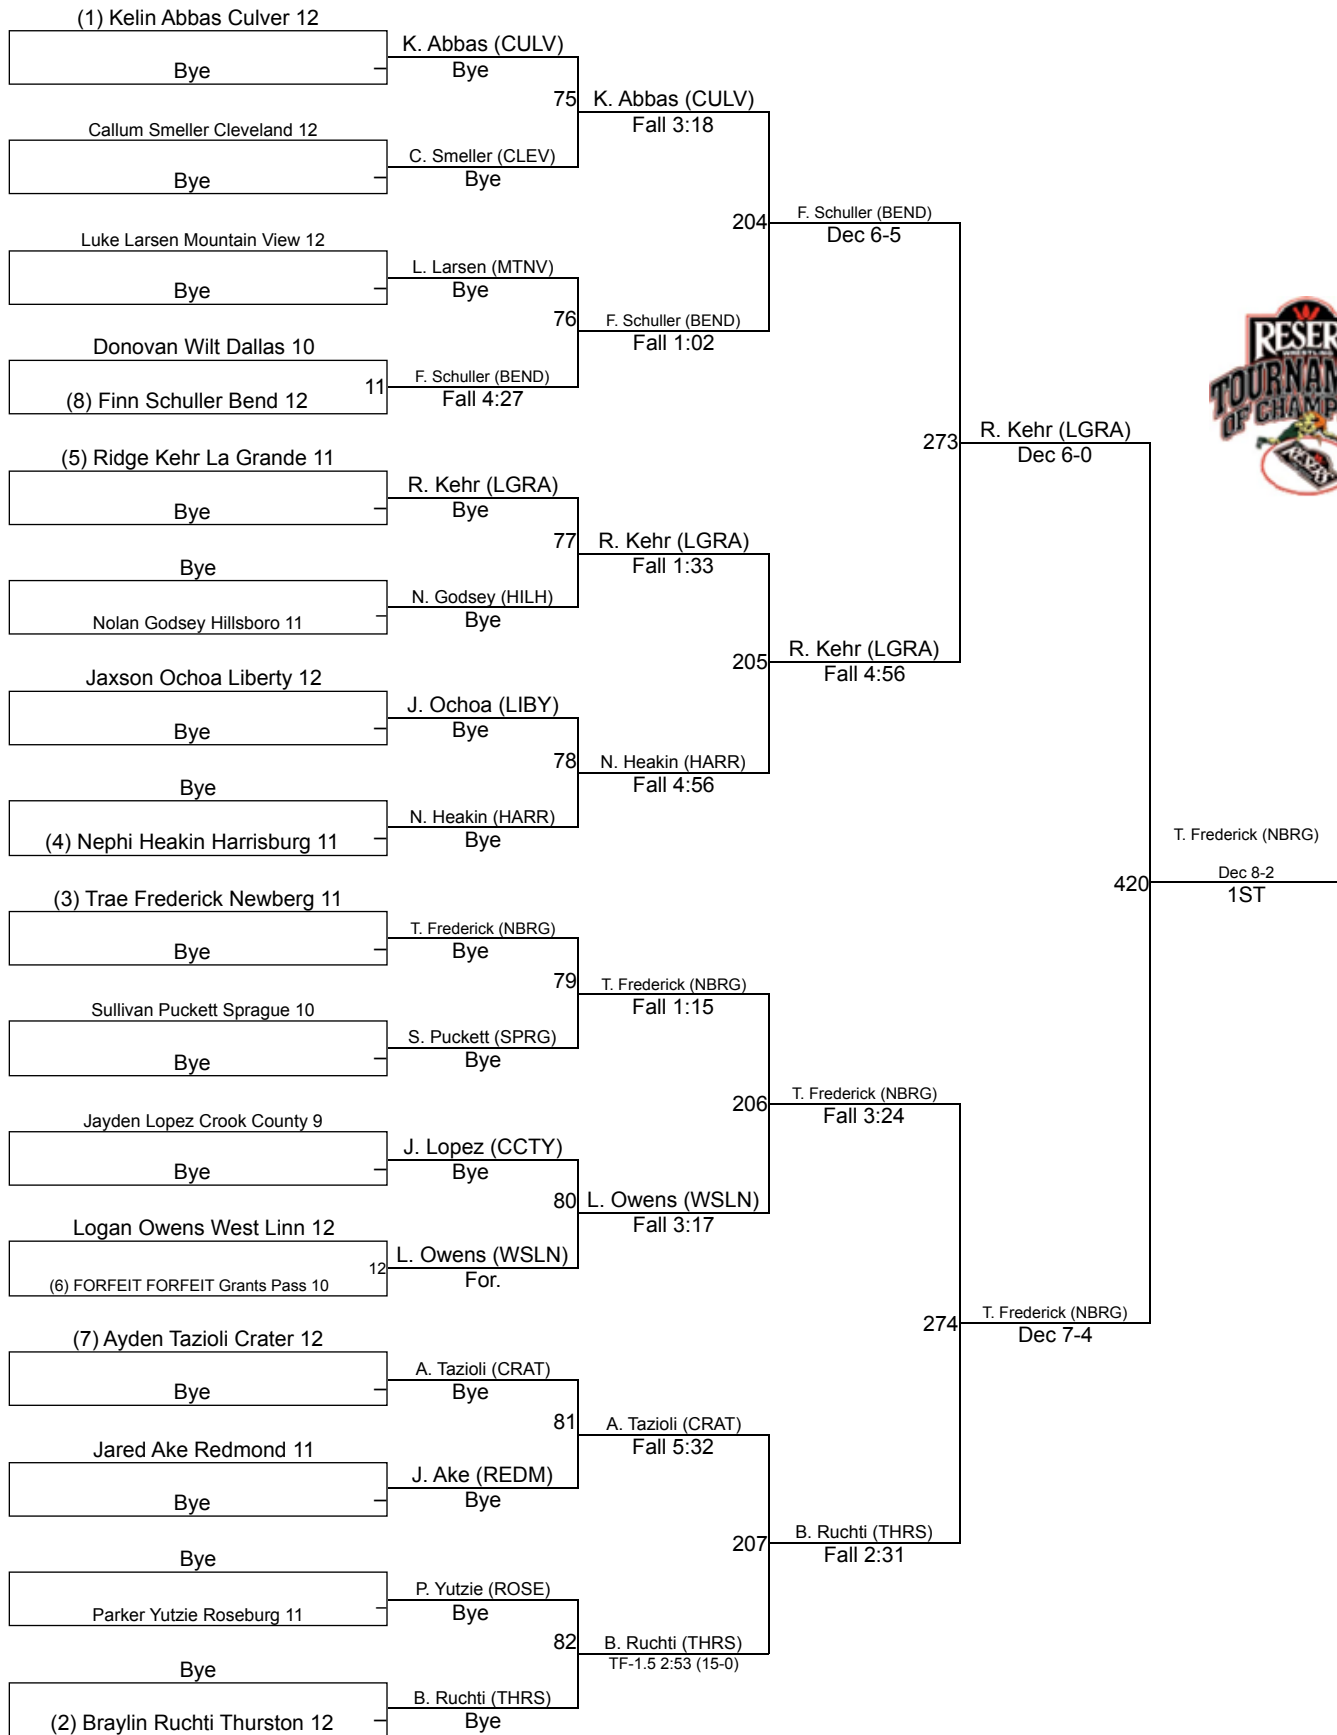 (1) Kelin Abbas Culver 12
K. Abbas (CULV)
Bye
Bye
75
K. Abbas (CULV)
Fall 3:18
Callum Smeller Cleveland 12
C. Smeller (CLEV)
Bye
Bye
204
F. Schuller (BEND)
Dec 6-5
Luke Larsen Mountain View 12
L. Larsen (MTNV)
Bye
Bye
76
F. Schuller (BEND)
Fall 1:02
Donovan Wilt Dallas 10
11
F. Schuller (BEND)
Fall 4:27
(8) Finn Schuller Bend 12
RESER
WRESTLING
TOURNAM
OF CHAMP
RESERS
273
R. Kehr (LGRA)
Dec 6-0
(5) Ridge Kehr La Grande 11
R. Kehr (LGRA)
Bye
Bye
77
R. Kehr (LGRA)
Fall 1:33
Bye
N. Godsey (HILH)
Bye
Nolan Godsey Hillsboro 11
205
R. Kehr (LGRA)
Fall 4:56
Jaxson Ochoa Liberty 12
J. Ochoa (LIBY)
Bye
Bye
78
N. Heakin (HARR)
Fall 4:56
Bye
N. Heakin (HARR)
Bye
(4) Nephi Heakin Harrisburg 11
420
T. Frederick (NBRG)
Dec 8-2
1ST
(3) Trae Frederick Newberg 11
T. Frederick (NBRG)
Bye
Bye
79
T. Frederick (NBRG)
Fall 1:15
Sullivan Puckett Sprague 10
S. Puckett (SPRG)
Bye
Bye
206
T. Frederick (NBRG)
Fall 3:24
Jayden Lopez Crook County 9
J. Lopez (CCTY)
Bye
Bye
80
L. Owens (WSLN)
Fall 3:17
Logan Owens West Linn 12
12
L. Owens (WSLN)
For.
(6) FORFEIT FORFEIT Grants Pass 10
274
T. Frederick (NBRG)
Dec 7-4
(7) Ayden Tazioli Crater 12
A. Tazioli (CRAT)
Bye
Bye
81
A. Tazioli (CRAT)
Fall 5:32
Jared Ake Redmond 11
J. Ake (REDM)
Bye
Bye
207
B. Ruchti (THRS)
Fall 2:31
Bye
P. Yutzie (ROSE)
Bye
Parker Yutzie Roseburg 11
82
B. Ruchti (THRS)
TF-1.5 2:53 (15-0)
Bye
B. Ruchti (THRS)
Bye
(2) Braylin Ruchti Thurston 12